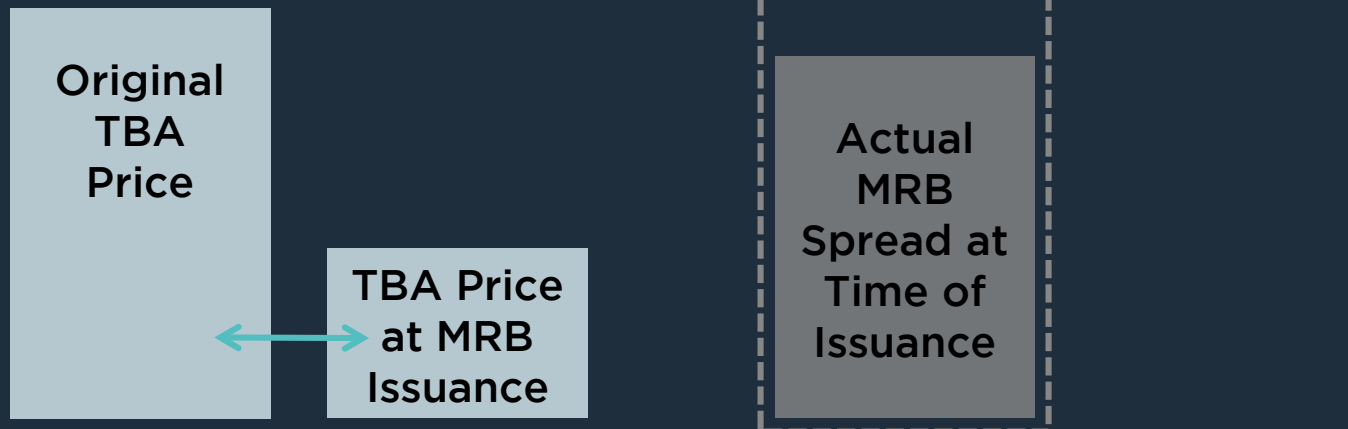 Original
TBA
Price
TBA Price
at MRB
Issuance
Actual
MRB
Spread at
Time of
Issuance